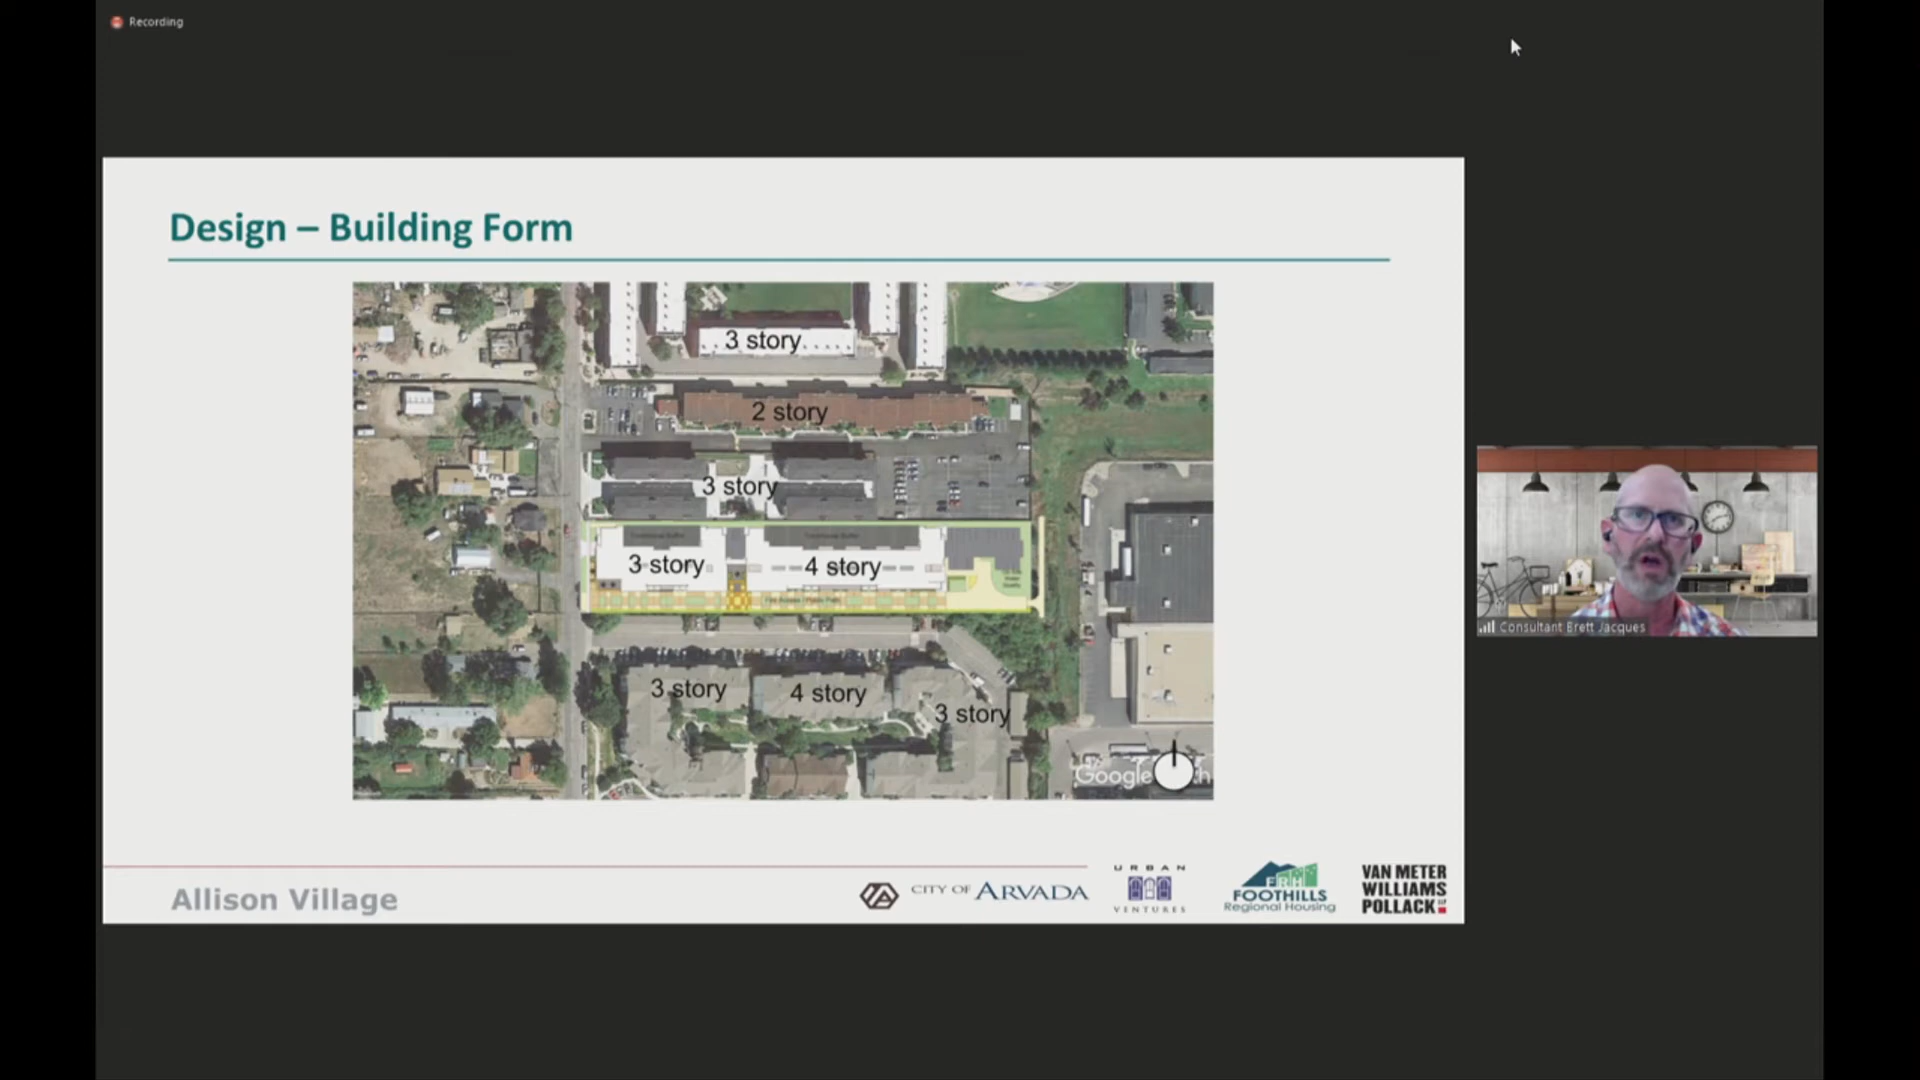 Recording
Design – Building Form
3 story
2 story
3 story
3 story
4 story
3 story
4 story
3 story
Google
Allison Village
CITY OF ARVADA
URBAN
VENTURES
FRH
FOOTHILLS
Regional Housing
VAN METER
WILLIAMS
POLLACK LLP
Consultant Brett Jacques